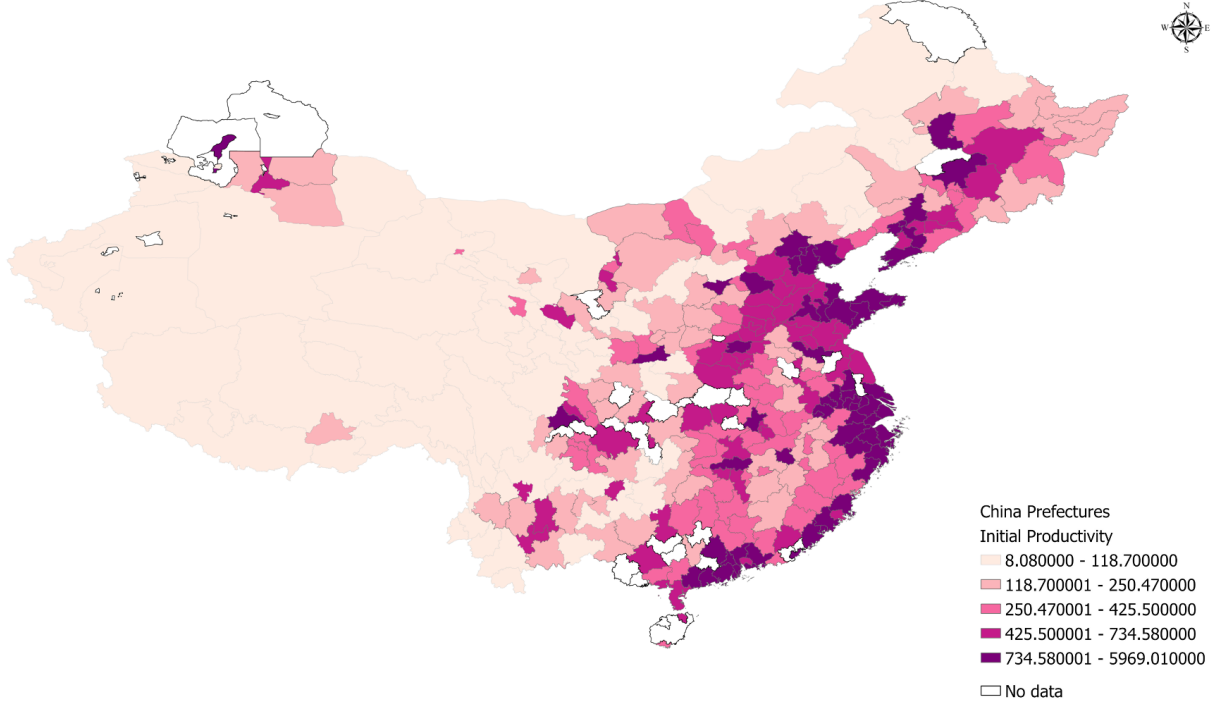 N
W E
S
China Prefectures
Initial Productivity
8.080000 - 118.700000
118.700001 - 250.470000
250.470001 - 425.500000
425.500001 - 734.580000
734.580001 - 5969.010000
No data